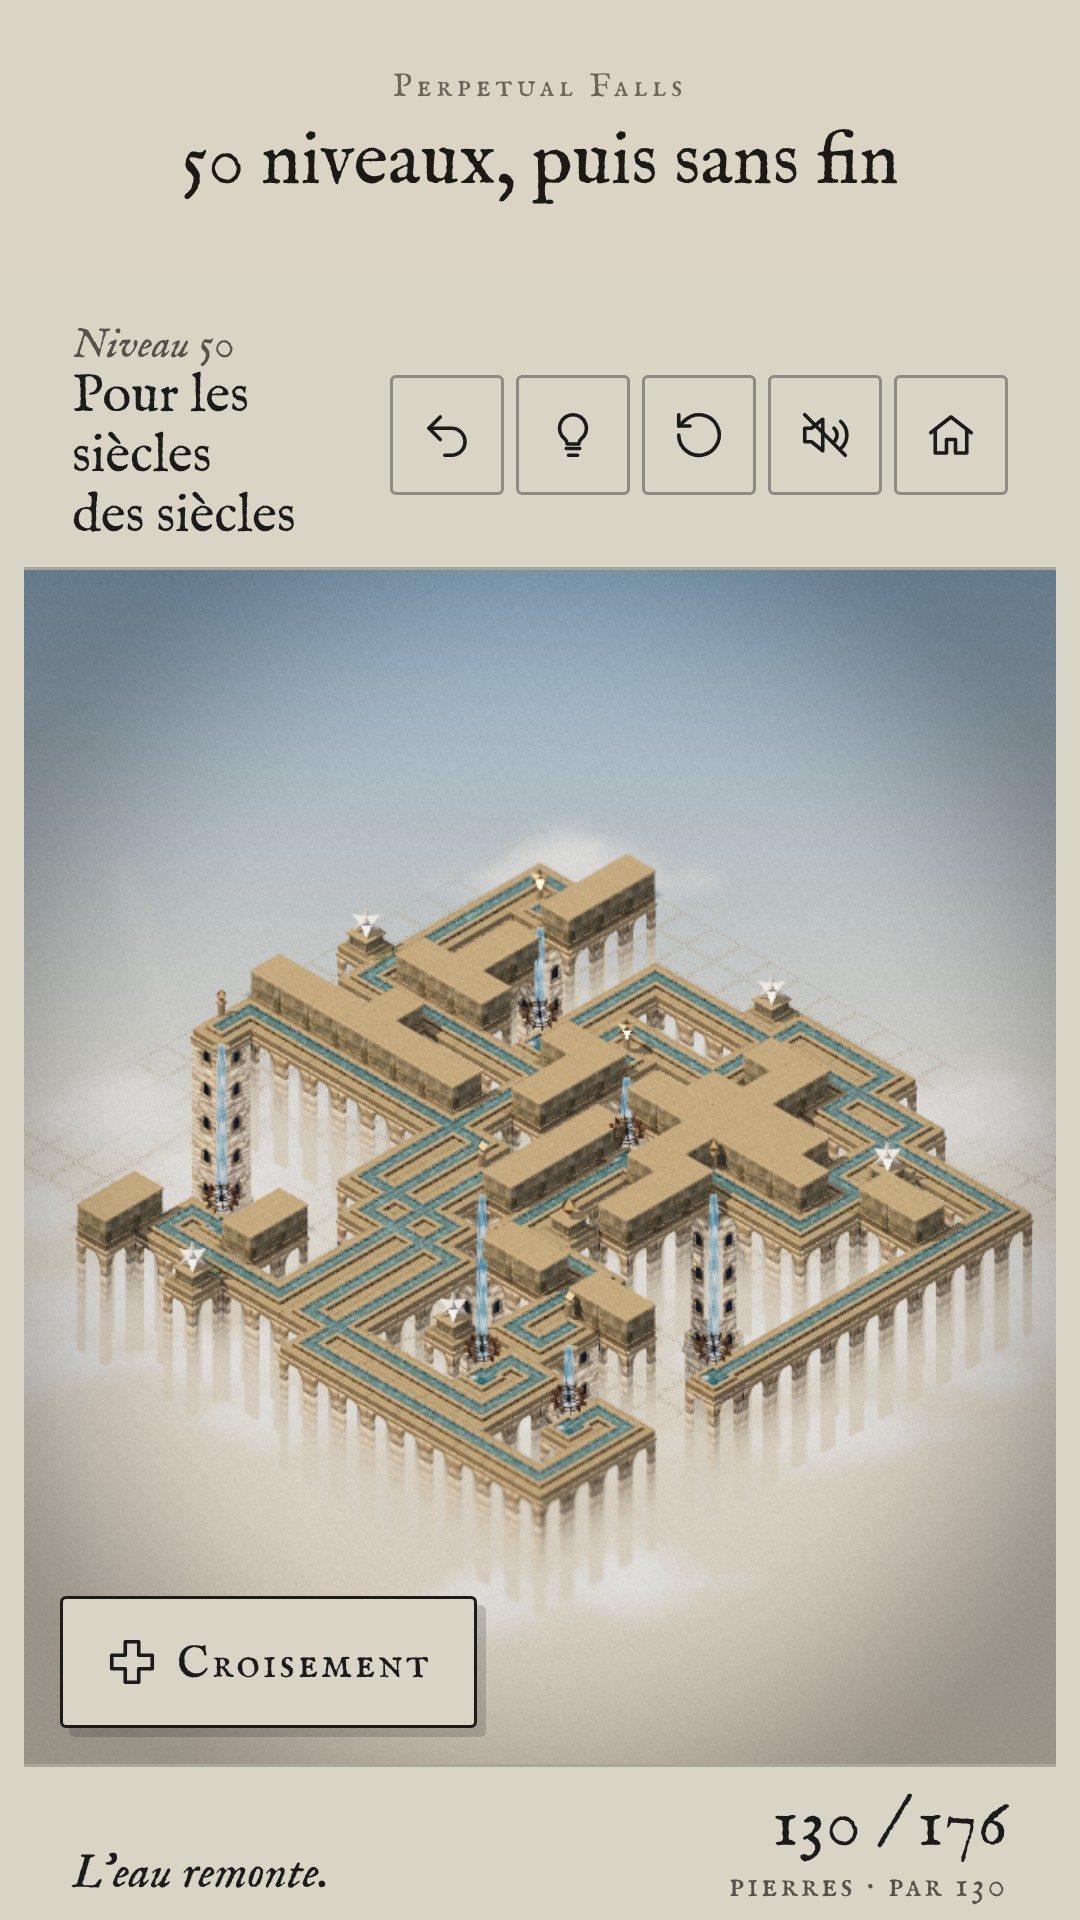 Perpetual Falls
50 niveaux, puis sans fin
Niveau 50
Pour les
siècles
des siècles
Croisement
L'eau remonte.
130 / 176
pierres · par 130